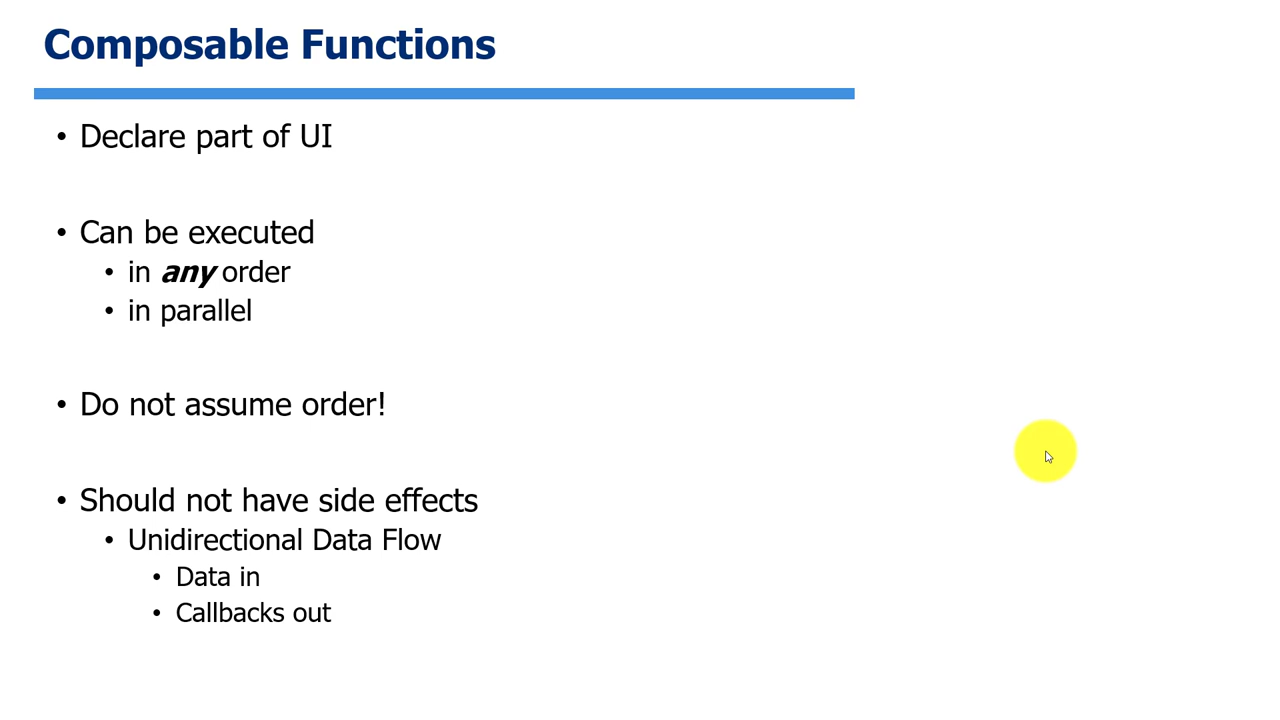 Composable Functions
• Declare part of UI
• Can be executed
• in any order
• in parallel
• Do not assume order!
• Should not have side effects
• Unidirectional Data Flow
• Data in
• Callbacks out